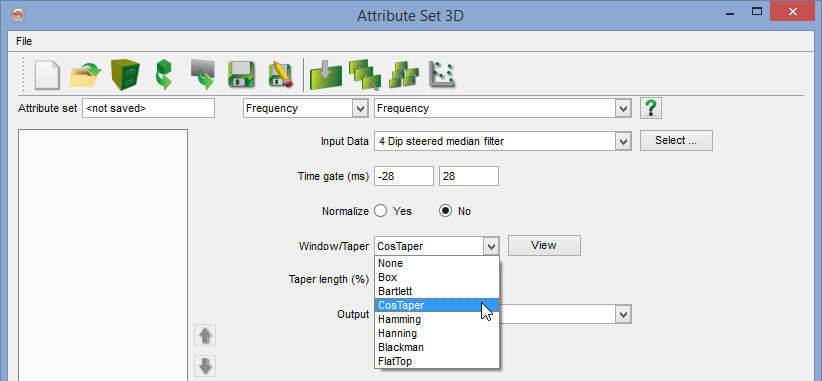 Attribute Set 3D
File
Attribute set <not saved> Frequency Frequency ?
Input Data 4 Dip steered median filter Select ...
Time gate (ms) -28 28
Normalize Yes No
Window/Taper CosTaper View
None
Taper length (%) Box
Bartlett
CosTaper
Output Hamming
Hanning
Blackman
FlatTop